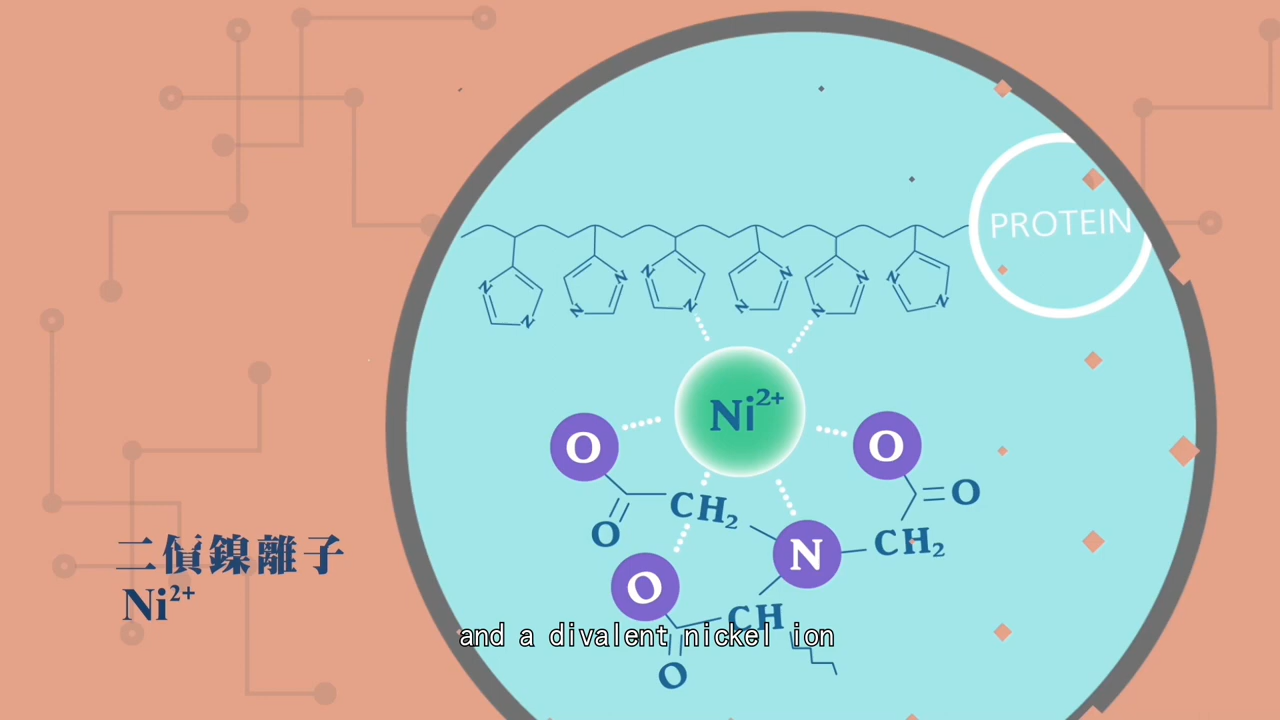 PROTEIN
N N N N N N
N N N N N N
Ni²⁺
O O
O CH₂ O
N CH₂
O CH
O
二價鎳離子
Ni²⁺
and a divalent nickel ion